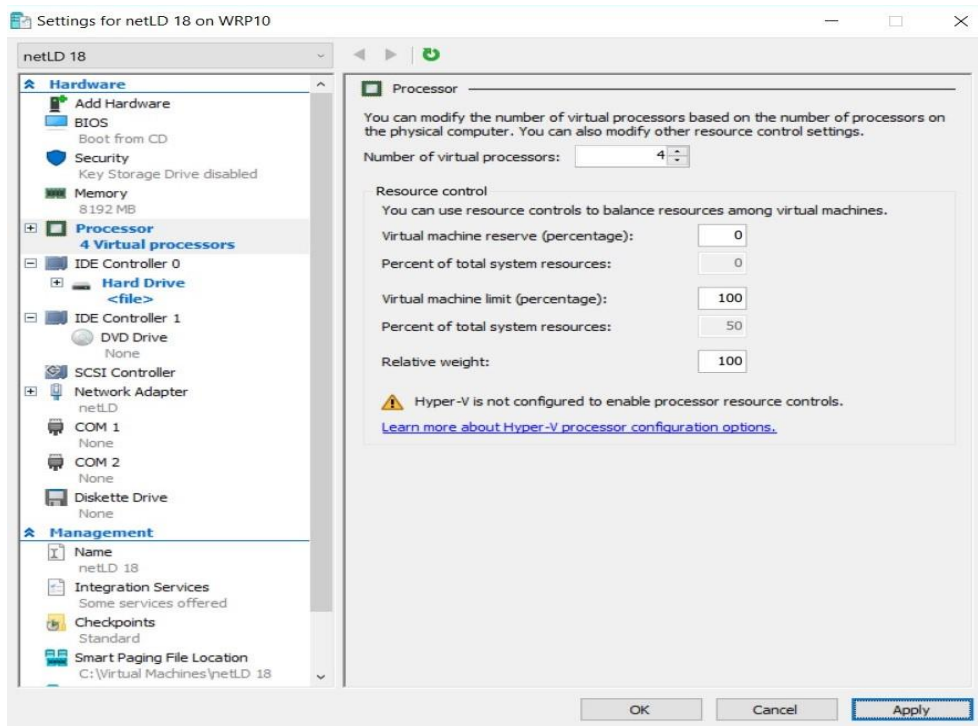 Settings for netLD 18 on WRP10
netLD 18
Hardware
Add Hardware
BIOS
Boot from CD
Security
Key Storage Drive disabled
Memory
8192 MB
Processor
4 Virtual processors
IDE Controller 0
Hard Drive
<file>
IDE Controller 1
DVD Drive
None
SCSI Controller
Network Adapter
netLD
COM 1
None
COM 2
None
Diskette Drive
None
Management
Name
netLD 18
Integration Services
Some services offered
Checkpoints
Standard
Smart Paging File Location
C:\Virtual Machines\netLD 18
Processor
You can modify the number of virtual processors based on the number of processors on
the physical computer. You can also modify other resource control settings.
Number of virtual processors: 4
Resource control
You can use resource controls to balance resources among virtual machines.
Virtual machine reserve (percentage): 0
Percent of total system resources: 0
Virtual machine limit (percentage): 100
Percent of total system resources: 50
Relative weight: 100
Hyper-V is not configured to enable processor resource controls.
Learn more about Hyper-V processor configuration options.
OK Cancel Apply